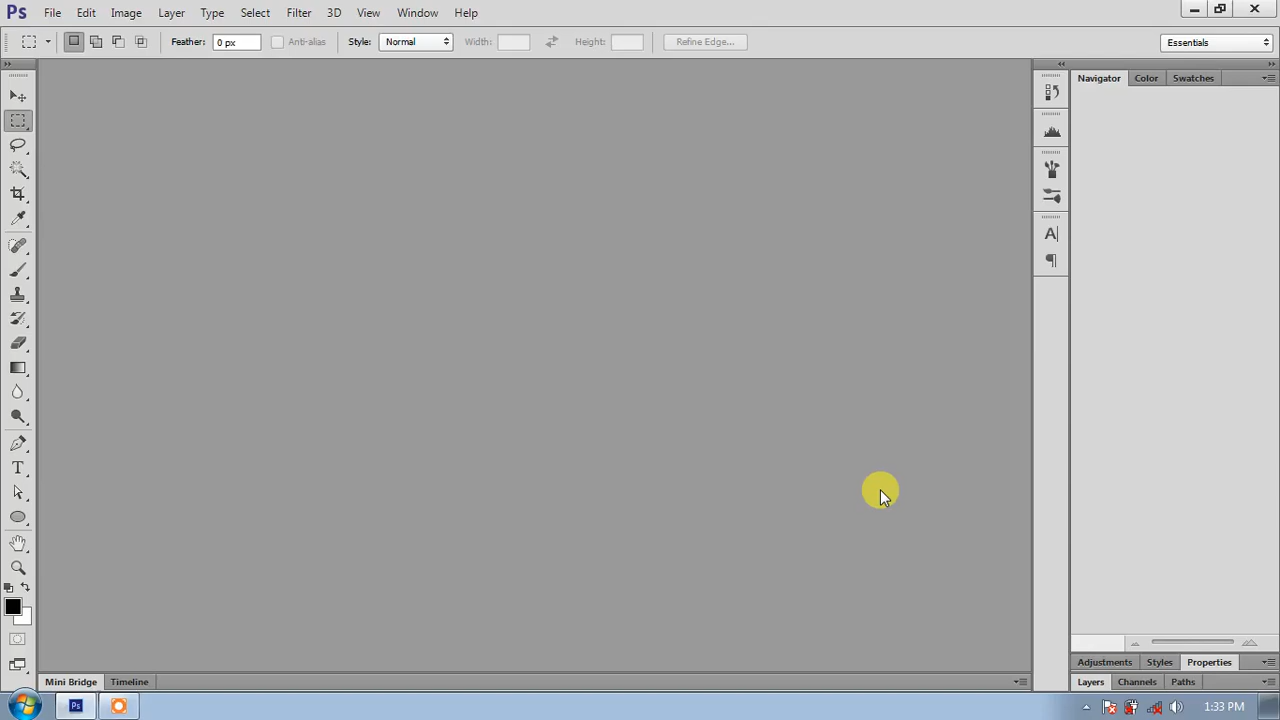 Ps File Edit Image Layer Type Select Filter 3D View Window Help
Feather: 0 px Anti-alias Style: Normal Width: Height: Refine Edge... Essentials
Navigator Color Swatches
A
T
Adjustments Styles Properties
Mini Bridge Timeline Layers Channels Paths
Ps 1:33 PM